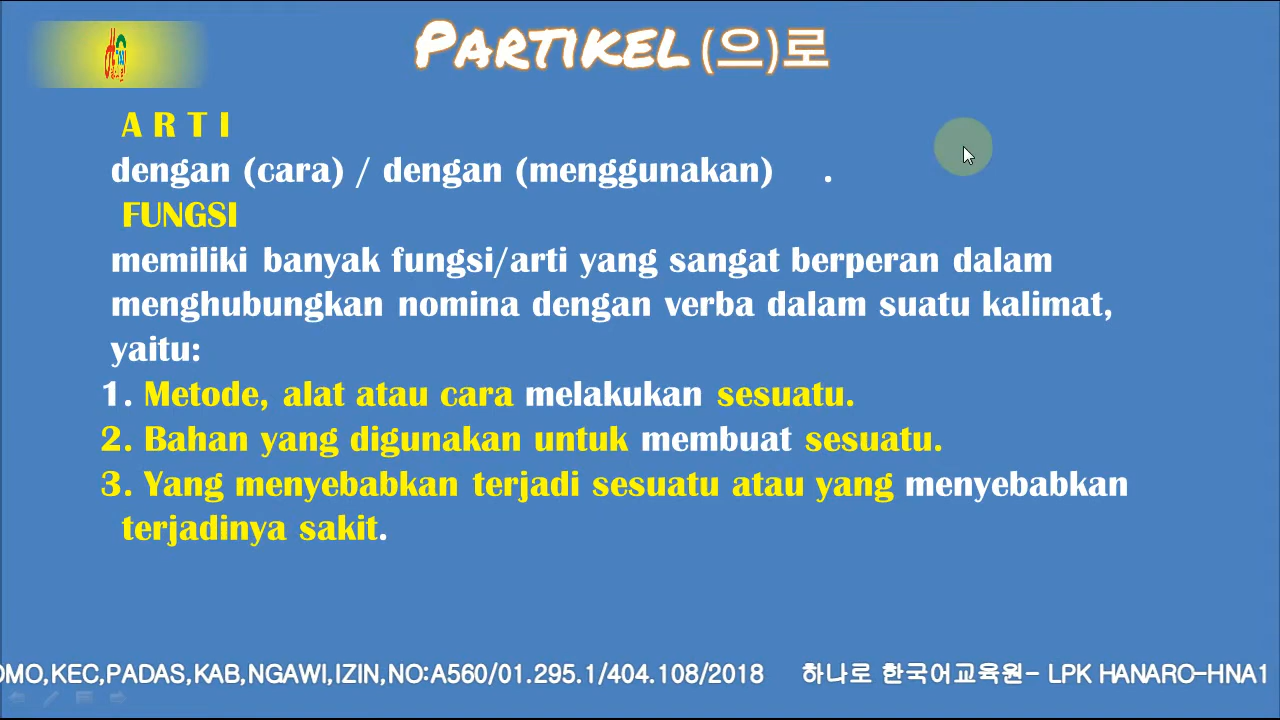 PARTIKEL (으)로
A R T I
dengan (cara) / dengan (menggunakan) .
FUNGSI
memiliki banyak fungsi/arti yang sangat berperan dalam
menghubungkan nomina dengan verba dalam suatu kalimat,
yaitu:
1. Metode, alat atau cara melakukan sesuatu.
2. Bahan yang digunakan untuk membuat sesuatu.
3. Yang menyebabkan terjadi sesuatu atau yang menyebabkan
terjadinya sakit.
OMO,KEC,PADAS,KAB,NGAWI,IZIN,NO:A560/01.295.1/404.108/2018 하나로 한국어교육원- LPK HANARO-HNA1